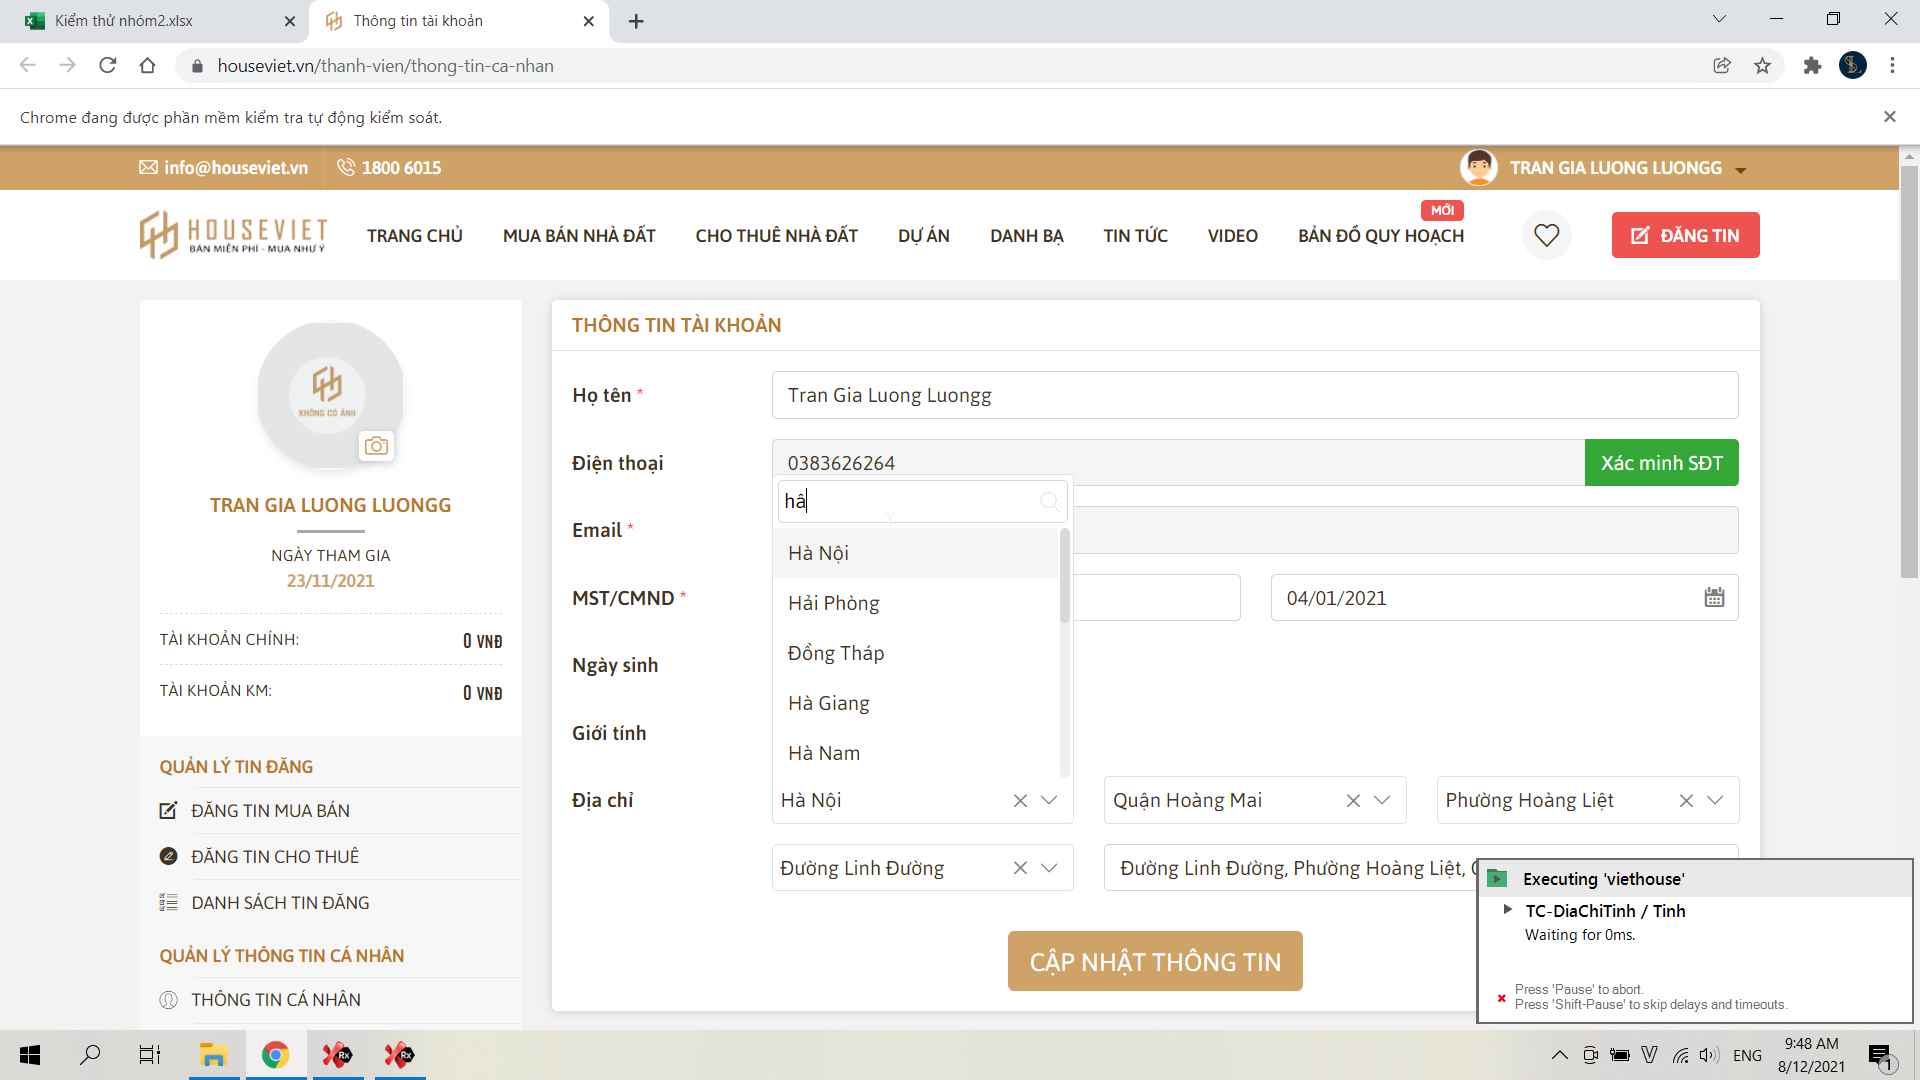 Kiểm thử nhóm2.xlsx
Thông tin tài khoản
houseviet.vn/thanh-vien/thong-tin-ca-nhan
Chrome đang được phần mềm kiểm tra tự động kiểm soát.
info@houseviet.vn
1800 6015
TRAN GIA LUONG LUONGG
HOUSEVIET
BÁN MIỄN PHÍ - MUA NHƯ Ý
TRANG CHỦ
MUA BÁN NHÀ ĐẤT
CHO THUÊ NHÀ ĐẤT
DỰ ÁN
DANH BẠ
TIN TỨC
VIDEO
MỚI
BẢN ĐỒ QUY HOẠCH
ĐĂNG TIN
KHÔNG CÓ ẢNH
TRAN GIA LUONG LUONGG
NGÀY THAM GIA
23/11/2021
TÀI KHOẢN CHÍNH: 0 VNĐ
TÀI KHOẢN KM: 0 VNĐ
QUẢN LÝ TIN ĐĂNG
ĐĂNG TIN MUA BÁN
ĐĂNG TIN CHO THUÊ
DANH SÁCH TIN ĐĂNG
QUẢN LÝ THÔNG TIN CÁ NHÂN
THÔNG TIN CÁ NHÂN
THÔNG TIN TÀI KHOẢN
Họ tên *
Tran Gia Luong Luongg
Điện thoại
0383626264
Xác minh SĐT
hâ
Email *
Hà Nội
MST/CMND *
Hải Phòng
04/01/2021
Đồng Tháp
Ngày sinh
Hà Giang
Giới tính
Hà Nam
Địa chỉ
Hà Nội
Quận Hoàng Mai
Phường Hoàng Liệt
Đường Linh Đường
Đường Linh Đường, Phường Hoàng Liệt,
CẬP NHẬT THÔNG TIN
Executing 'viethouse'
TC-DiaChiTinh / Tinh
Waiting for 0ms.
Press 'Pause' to abort.
Press 'Shift-Pause' to skip delays and timeouts.
Rx
Rx
ENG
9:48 AM
8/12/2021
1